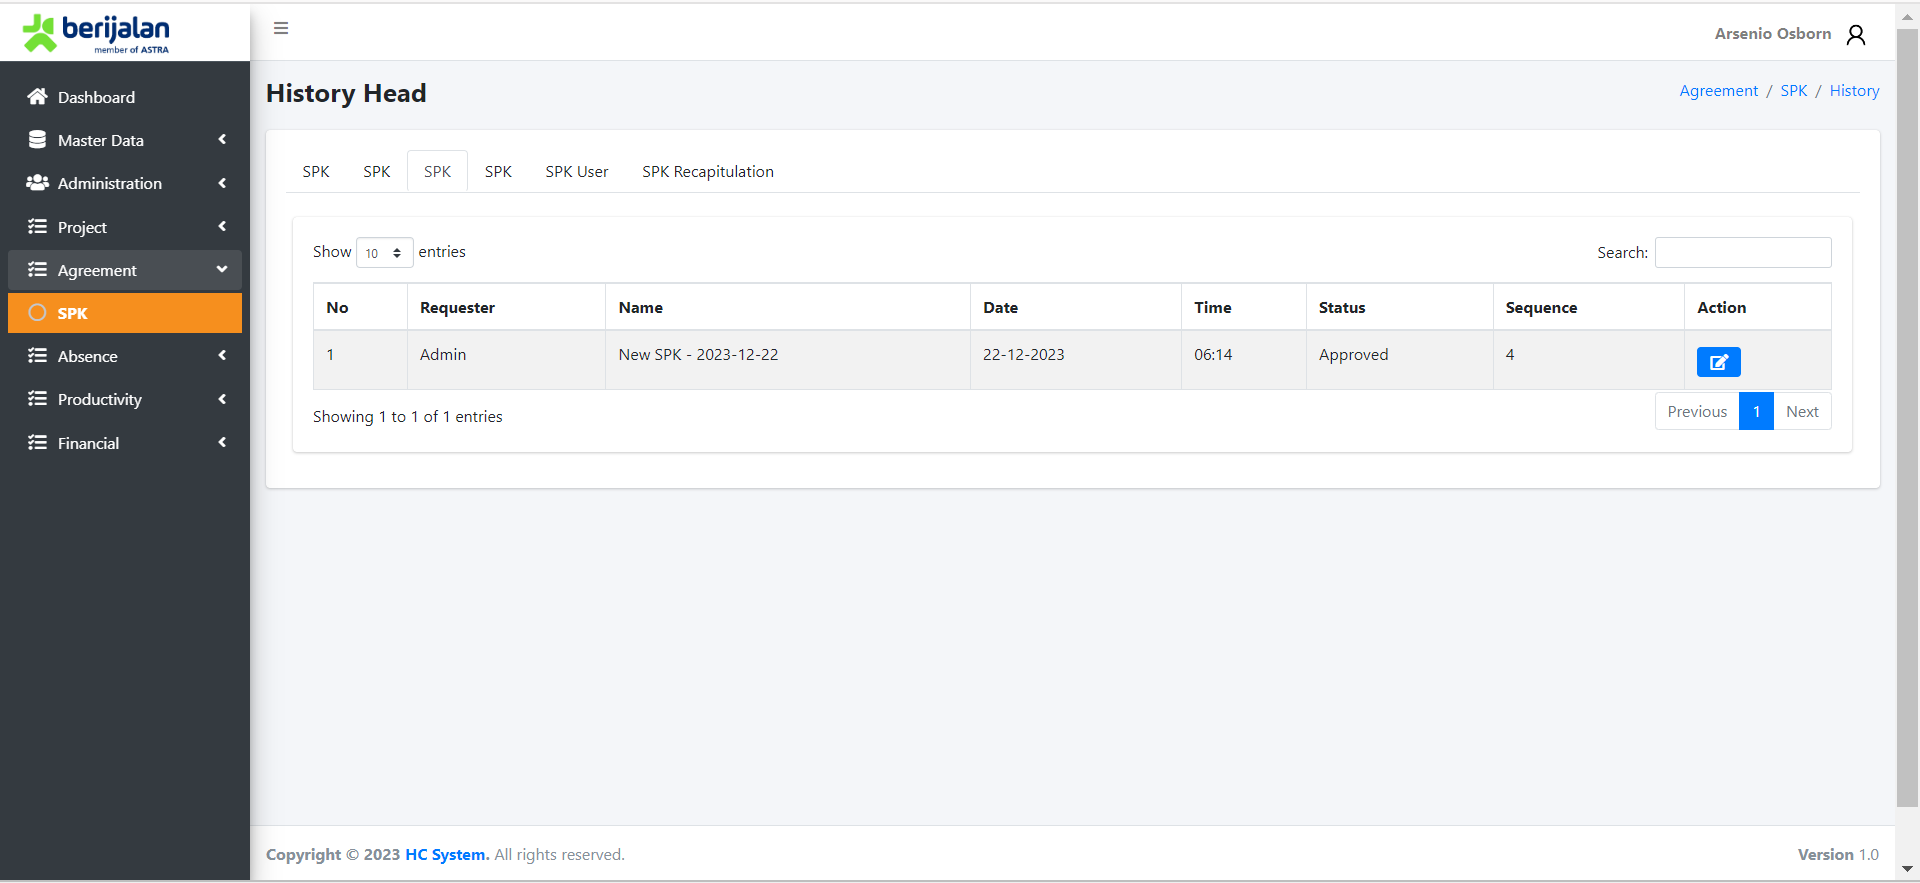 berijalan
member of ASTRA
Arsenio Osborn
Dashboard
Master Data
Administration
Project
Agreement
SPK
Absence
Productivity
Financial
History Head
Agreement / SPK / History
SPK SPK SPK SPK SPK User SPK Recapitulation
Show 10 entries Search:
No Requester Name Date Time Status Sequence Action
1 Admin New SPK - 2023-12-22 22-12-2023 06:14 Approved 4
Showing 1 to 1 of 1 entries Previous 1 Next
Copyright © 2023 HC System. All rights reserved. Version 1.0